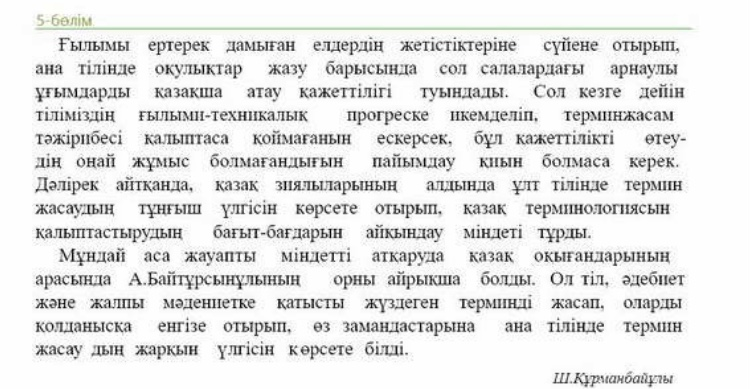 5-бөлім
Ғылымы ертерек дамыған елдердің жетістіктеріне сүйене отырып,
ана тілінде оқулықтар жазу барысында сол салалардағы арнаулы
ұғымдарды қазақша атау қажеттілігі туындады. Сол кезге дейін
тіліміздің ғылыми-техникалық прогреске икемделіп, терминжасам
тәжірибесі қалыптаса қоймағанын ескерсек, бұл қажеттілікті өтеу-
дің оңай жұмыс болмағандығын пайымдау қиын болмаса керек.
Дәлірек айтқанда, қазақ зиялыларының алдында ұлт тілінде термин
жасаудың тұңғыш үлгісін көрсете отырып, қазақ терминологиясын
қалыптастырудың бағыт-бағдарын айқындау міндеті тұрды.
Мұндай аса жауапты міндетті атқаруда қазақ оқығандарының
арасында А.Байтұрсынұлының орны айрықша болды. Ол тіл, әдебиет
және жалпы мәдениетке қатысты жүздеген терминді жасап, оларды
қолданысқа енгізе отырып, өз замандастарына ана тілінде термин
жасау дың жарқын үлгісін көрсете білді.
Ш.Құрманбайұлы